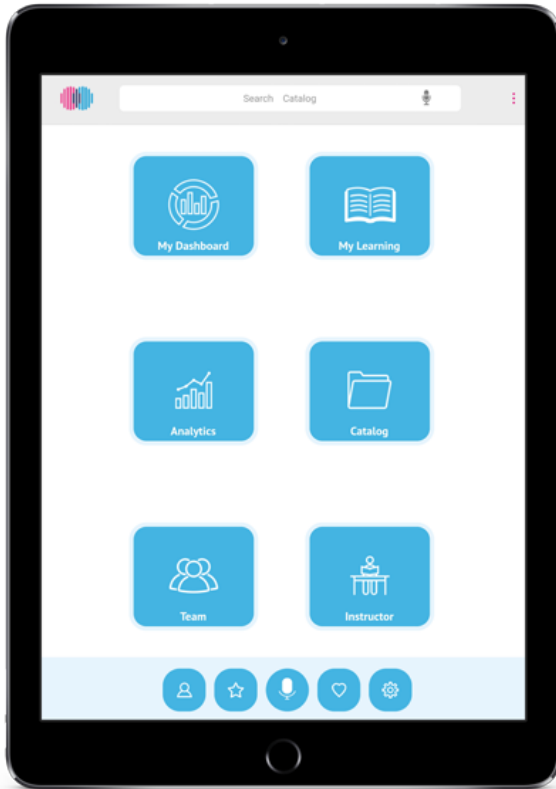 Search Catalog
My Dashboard
My Learning
Analytics
Catalog
Team
Instructor